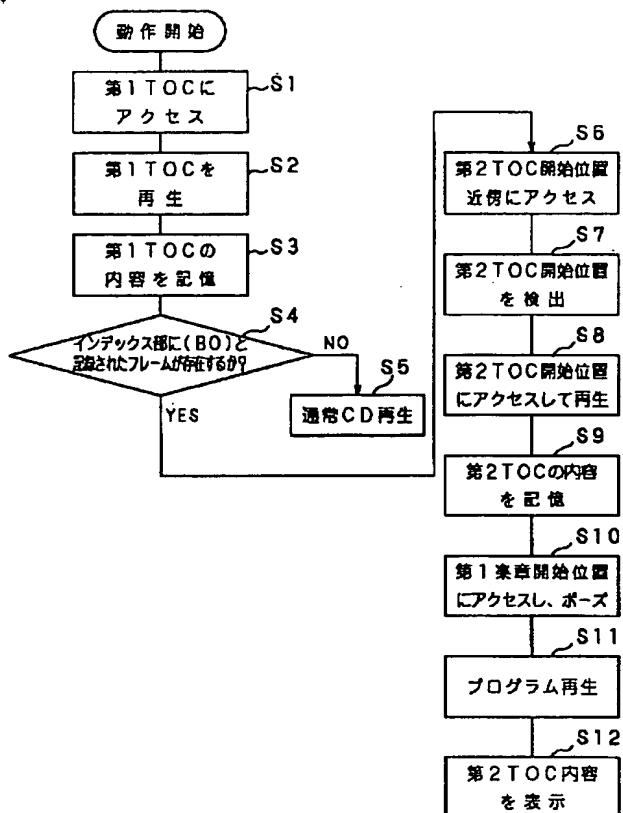 動作開始
第1TOCに
アクセス
S1
第1TOCを
再生
S2
第1TOCの
内容を記憶
S3
S4
インデックス部に(B0)と
記録されたフレームが存在するか?
NO
YES
S5
通常CD再生
S6
第2TOC開始位置
近傍にアクセス
S7
第2TOC開始位置
を検出
S8
第2TOC開始位置
にアクセスして再生
S9
第2TOCの内容
を記憶
S10
第1楽章開始位置
にアクセスし、ポーズ
S11
プログラム再生
S12
第2TOC内容
を表示